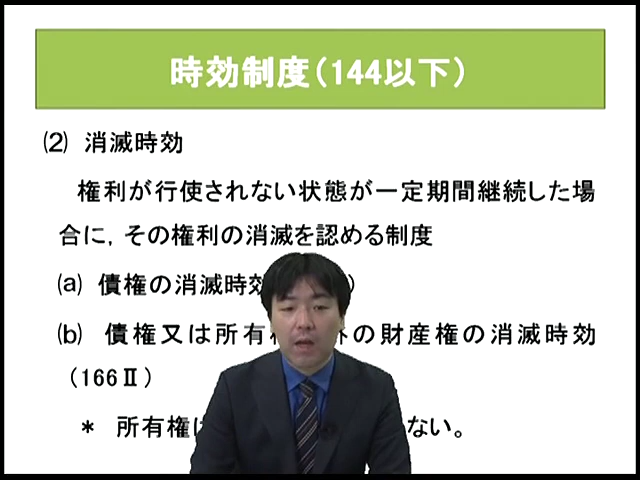 時効制度（144以下）
⑵ 消滅時効
権利が行使されない状態が一定期間継続した場
合に，その権利の消滅を認める制度
⒜ 債権の消滅時効 ）
⒝ 債権又は所有 の財産権の消滅時効
（166Ⅱ）
＊ 所有権は ない。